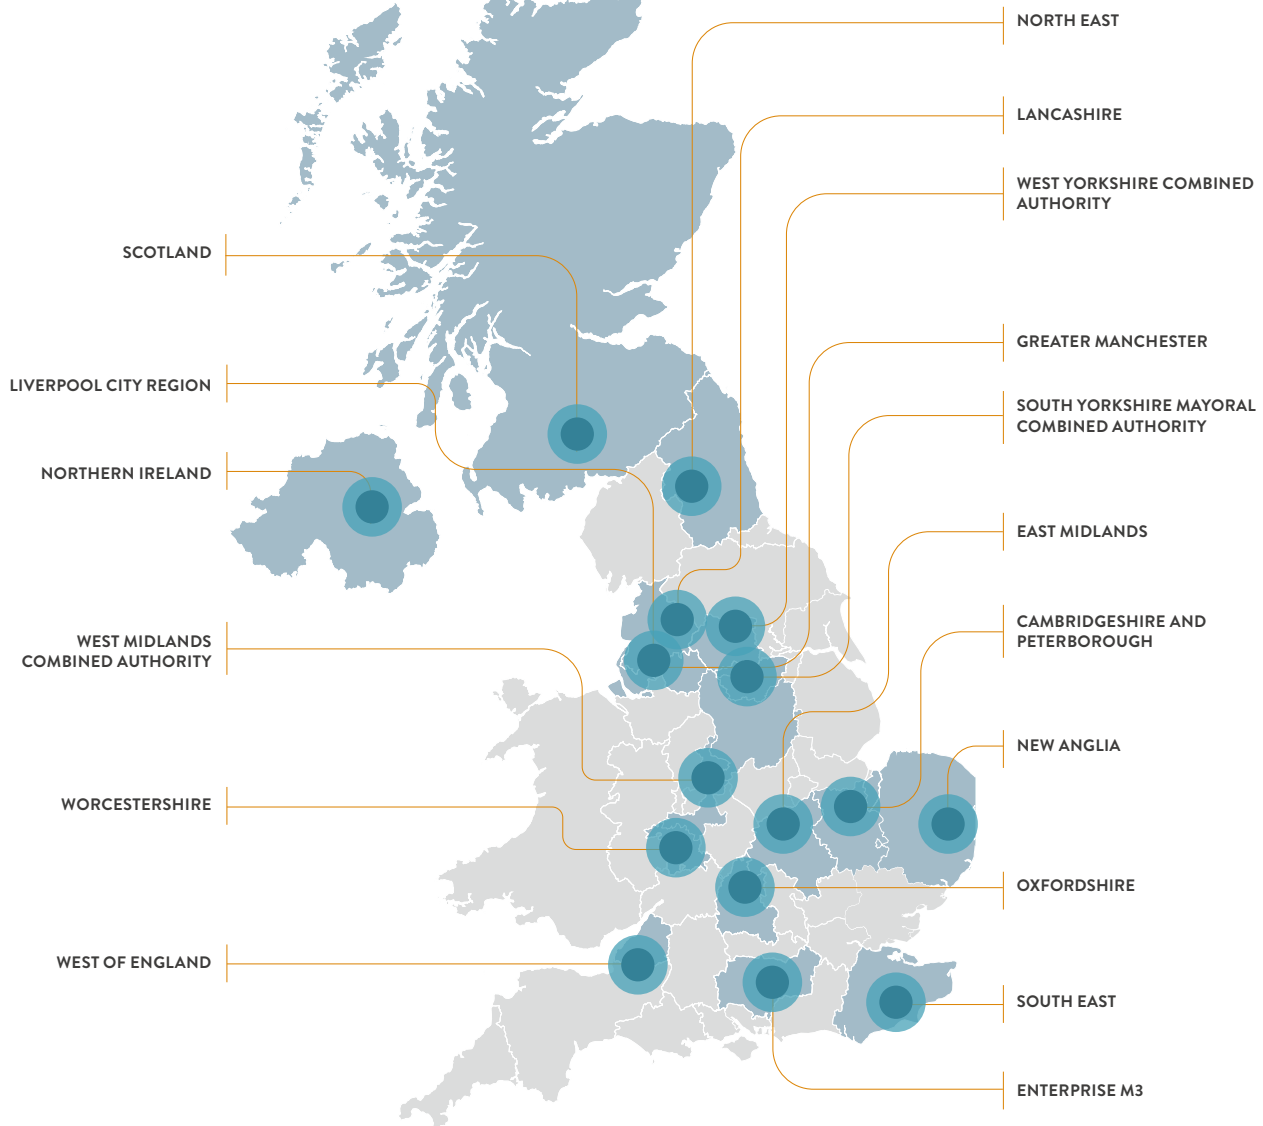 NORTH EAST
LANCASHIRE
WEST YORKSHIRE COMBINED
AUTHORITY
SCOTLAND
GREATER MANCHESTER
LIVERPOOL CITY REGION
SOUTH YORKSHIRE MAYORAL
COMBINED AUTHORITY
NORTHERN IRELAND
EAST MIDLANDS
CAMBRIDGESHIRE AND
PETERBOROUGH
WEST MIDLANDS
COMBINED AUTHORITY
NEW ANGLIA
WORCESTERSHIRE
OXFORDSHIRE
WEST OF ENGLAND
SOUTH EAST
ENTERPRISE M3